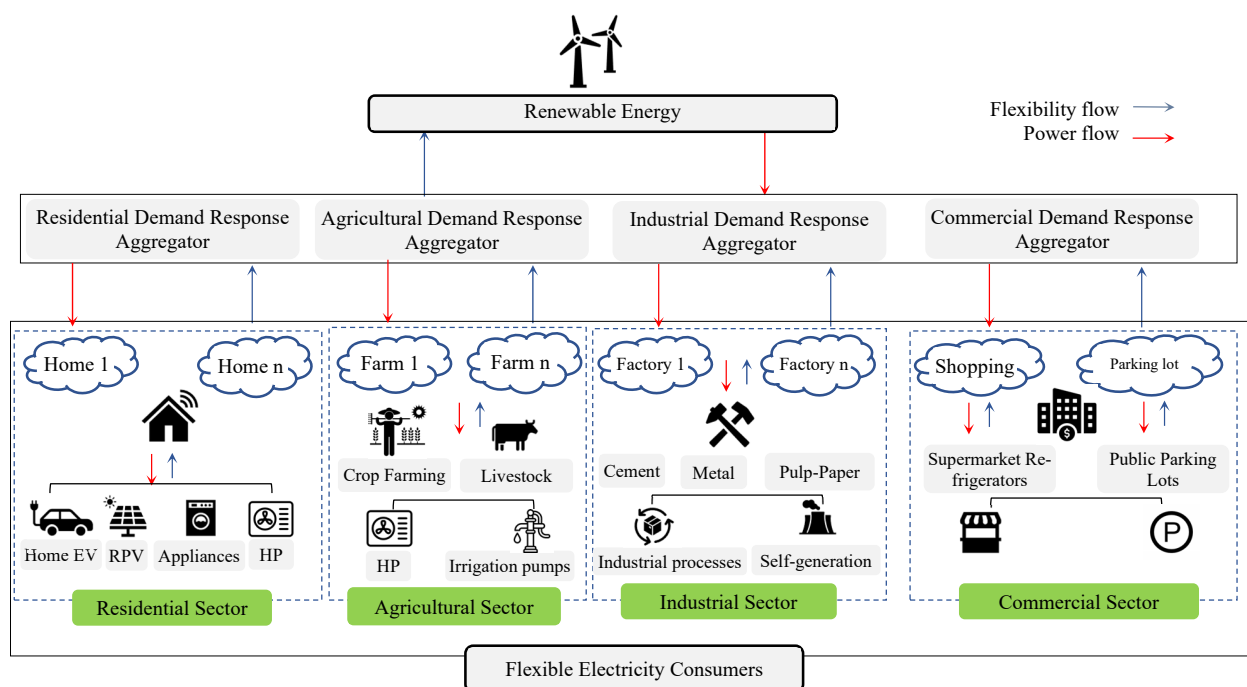 Renewable Energy
Flexibility flow
Power flow
Residential Demand Response
Aggregator
Agricultural Demand Response
Aggregator
Industrial Demand Response
Aggregator
Commercial Demand Response
Aggregator
Home 1
Home n
Farm 1
Farm n
Factory 1
Factory n
Shopping
Parking lot
Crop Farming
Livestock
Cement
Metal
Pulp-Paper
Supermarket Re-
frigerators
Public Parking
Lots
$
P
Home EV
RPV
Appliances
HP
HP
Irrigation pumps
Industrial processes
Self-generation
Residential Sector
Agricultural Sector
Industrial Sector
Commercial Sector
Flexible Electricity Consumers